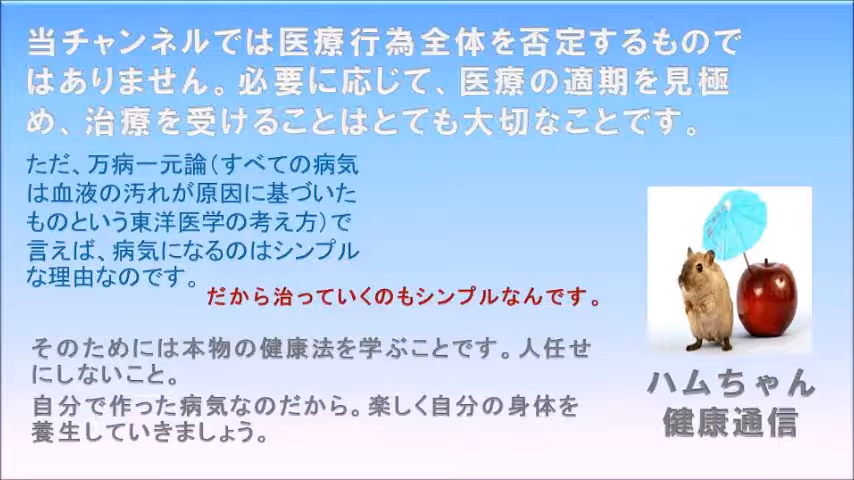 当チャンネルでは医療行為全体を否定するもので
はありません。必要に応じて、医療の適期を見極
め、治療を受けることはとても大切なことです。
ただ、万病一元論（すべての病気
は血液の汚れが原因に基づいた
ものという東洋医学の考え方）で
言えば、病気になるのはシンプル
な理由なのです。
だから治っていくのもシンプルなんです。
そのためには本物の健康法を学ぶことです。人任せ
にしないこと。
自分で作った病気なのだから。楽しく自分の身体を
養生していきましょう。
ハムちゃん
健康通信